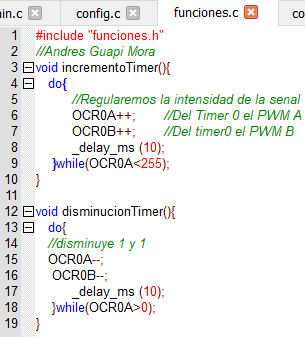 in.c config.c funciones.c co
1 #include "funciones.h"
2 //Andres Guapi Mora
3 void incrementoTimer(){
4 do{
5 //Regularemos la intensidad de la senal
6 OCR0A++; //Del Timer 0 el PWM A
7 OCR0B++; //Del timer0 el PWM B
8 _delay_ms (10);
9 }while(OCR0A<255);
10 }
11
12 void disminucionTimer(){
13 do{
14 //disminuye 1 y 1
15 OCR0A--;
16 OCR0B--;
17 _delay_ms (10);
18 }while(OCR0A>0);
19 }